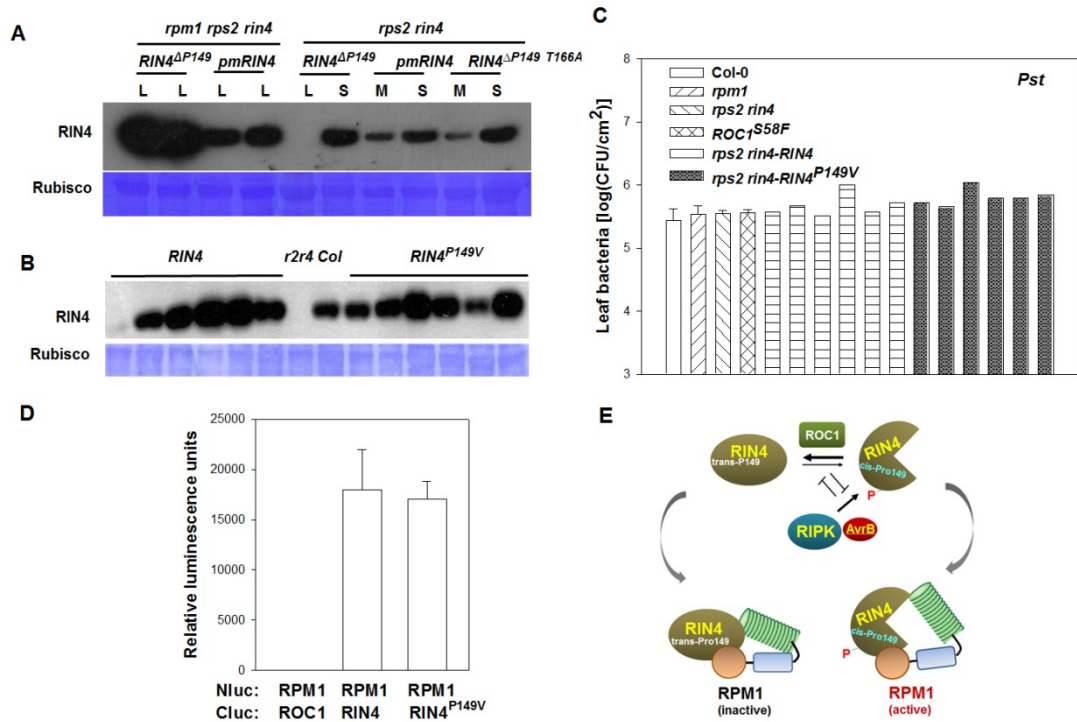 A
rpm1 rps2 rin4
rps2 rin4
RIN4ΔP149 pmRIN4 RIN4ΔP149 pmRIN4 RIN4ΔP149 T166A
L L L L L S M S M S
RIN4
Rubisco
B
RIN4 r2r4 Col RIN4P149V
RIN4
Rubisco
C
Leaf bacteria [log(CFU/cm2)]
8
7
6
5
4
3
Pst
Col-0
rpm1
rps2 rin4
ROC1S58F
rps2 rin4-RIN4
rps2 rin4-RIN4P149V
D
Relative luminescence units
25000
20000
15000
10000
5000
0
Nluc: RPM1 RPM1 RPM1
Cluc: ROC1 RIN4 RIN4P149V
E
ROC1
RIN4
trans-P149
RIN4
cis-Pro149
P
RIPK
AvrB
RIN4
trans-Pro149
RIN4
cis-Pro149
P
RPM1
(inactive)
RPM1
(active)